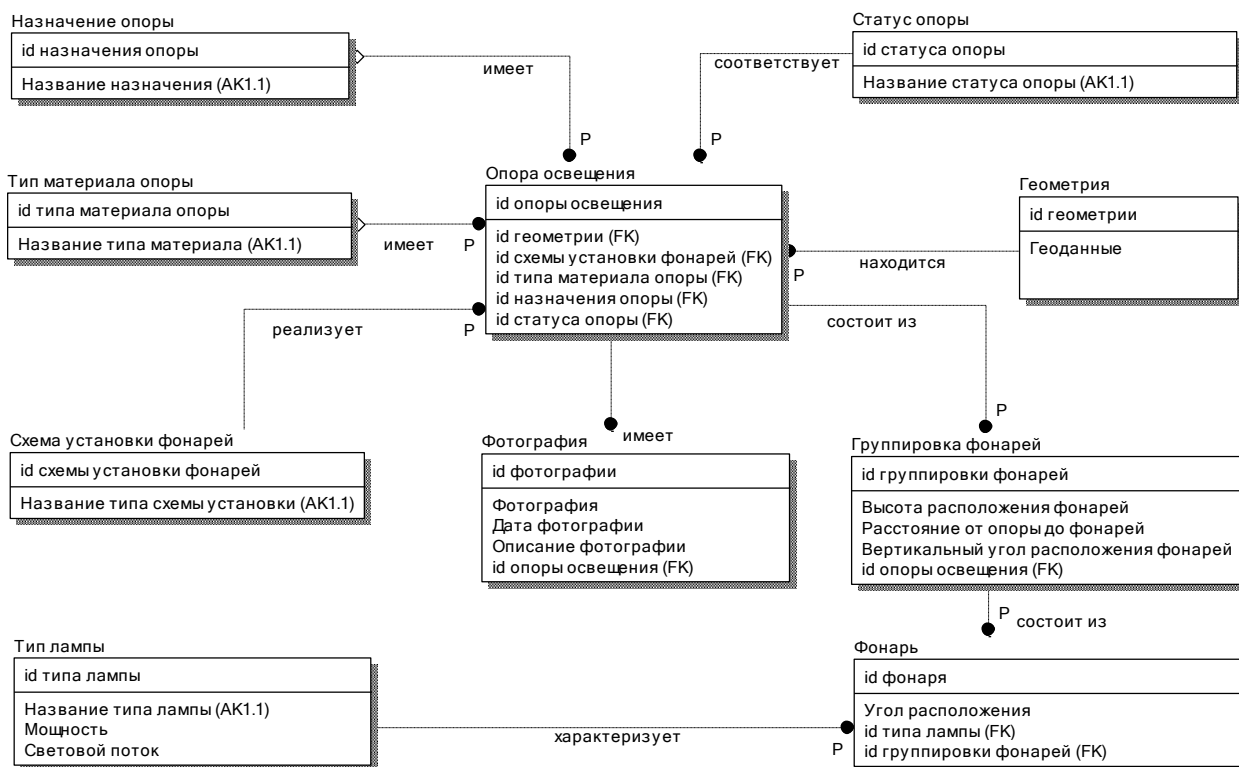 Назначение опоры
id назначения опоры
Название назначения (AK1.1)
имеет
P
Статус опоры
id статуса опоры
Название статуса опоры (AK1.1)
соответствует
P
Тип материала опоры
id типа материала опоры
Название типа материала (AK1.1)
имеет
P
Опора освещения
id опоры освещения
id геометрии (FK)
id схемы установки фонарей (FK)
id типа материала опоры (FK)
id назначения опоры (FK)
id статуса опоры (FK)
Геометрия
id геометрии
Геоданные
находится
P
реализует
P
состоит из
P
Схема установки фонарей
id схемы установки фонарей
Название типа схемы установки (AK1.1)
Фотография
имеет
id фотографии
Фотография
Дата фотографии
Описание фотографии
id опоры освещения (FK)
Группировка фонарей
id группировки фонарей
Высота расположения фонарей
Расстояние от опоры до фонарей
Вертикальный угол расположения фонарей
id опоры освещения (FK)
P
состоит из
Тип лампы
id типа лампы
Название типа лампы (AK1.1)
Мощность
Световой поток
характеризует
P
Фонарь
id фонаря
Угол расположения
id типа лампы (FK)
id группировки фонарей (FK)